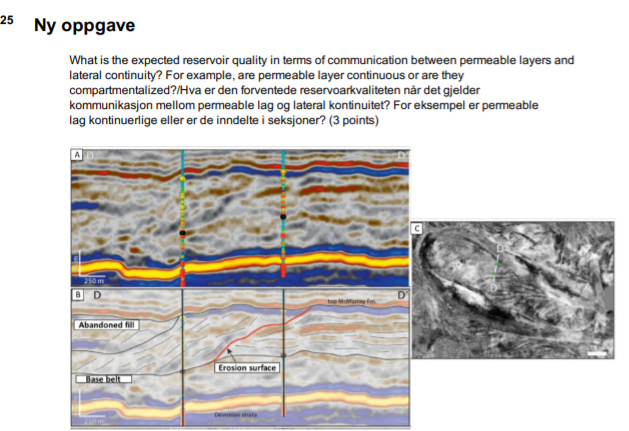 25 Ny oppgave
What is the expected reservoir quality in terms of communication between permeable layers and
lateral continuity? For example, are permeable layer continuous or are they
compartmentalized?/Hva er den forventede reservoarkvaliteten når det gjelder
kommunikasjon mellom permeable lag og lateral kontinuitet? For eksempel er permeable
lag kontinuerlige eller er de inndelte i seksjoner? (3 points)
A D D'
250 m
C
D
B D D'
top McMurray Fm.
Abandoned fill
Erosion surface
Base belt
Devonian strata
250 m